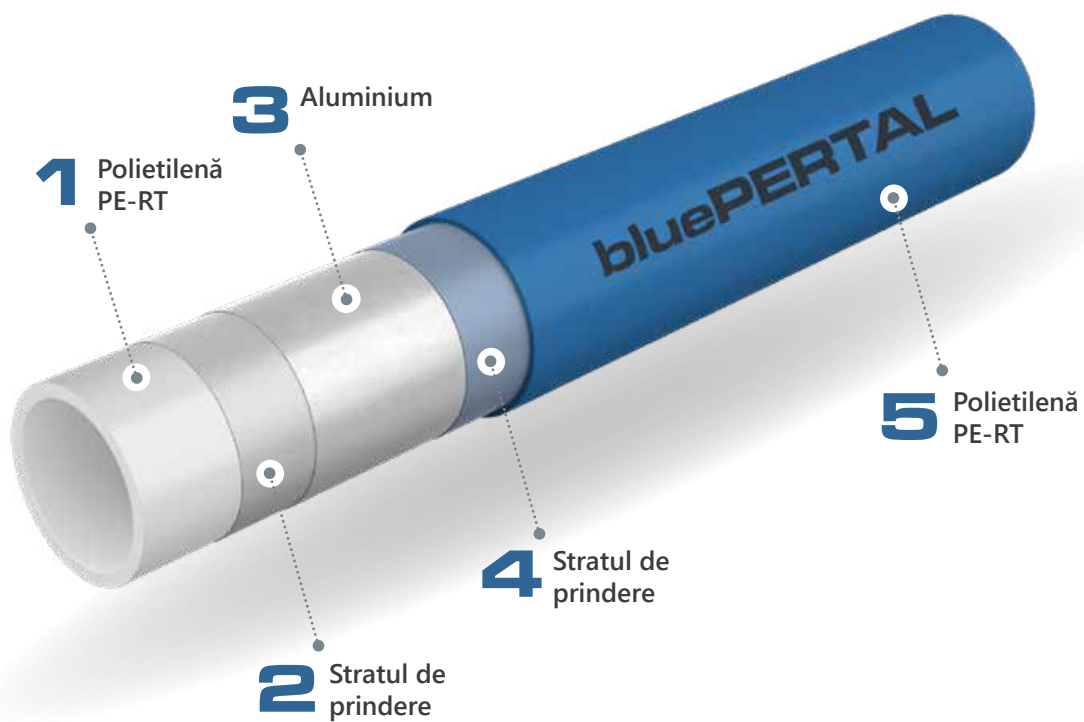 3 Aluminium
1 Polietilenă
PE-RT
bluePERTAL
5 Polietilenă
PE-RT
4 Stratul de
prindere
2 Stratul de
prindere